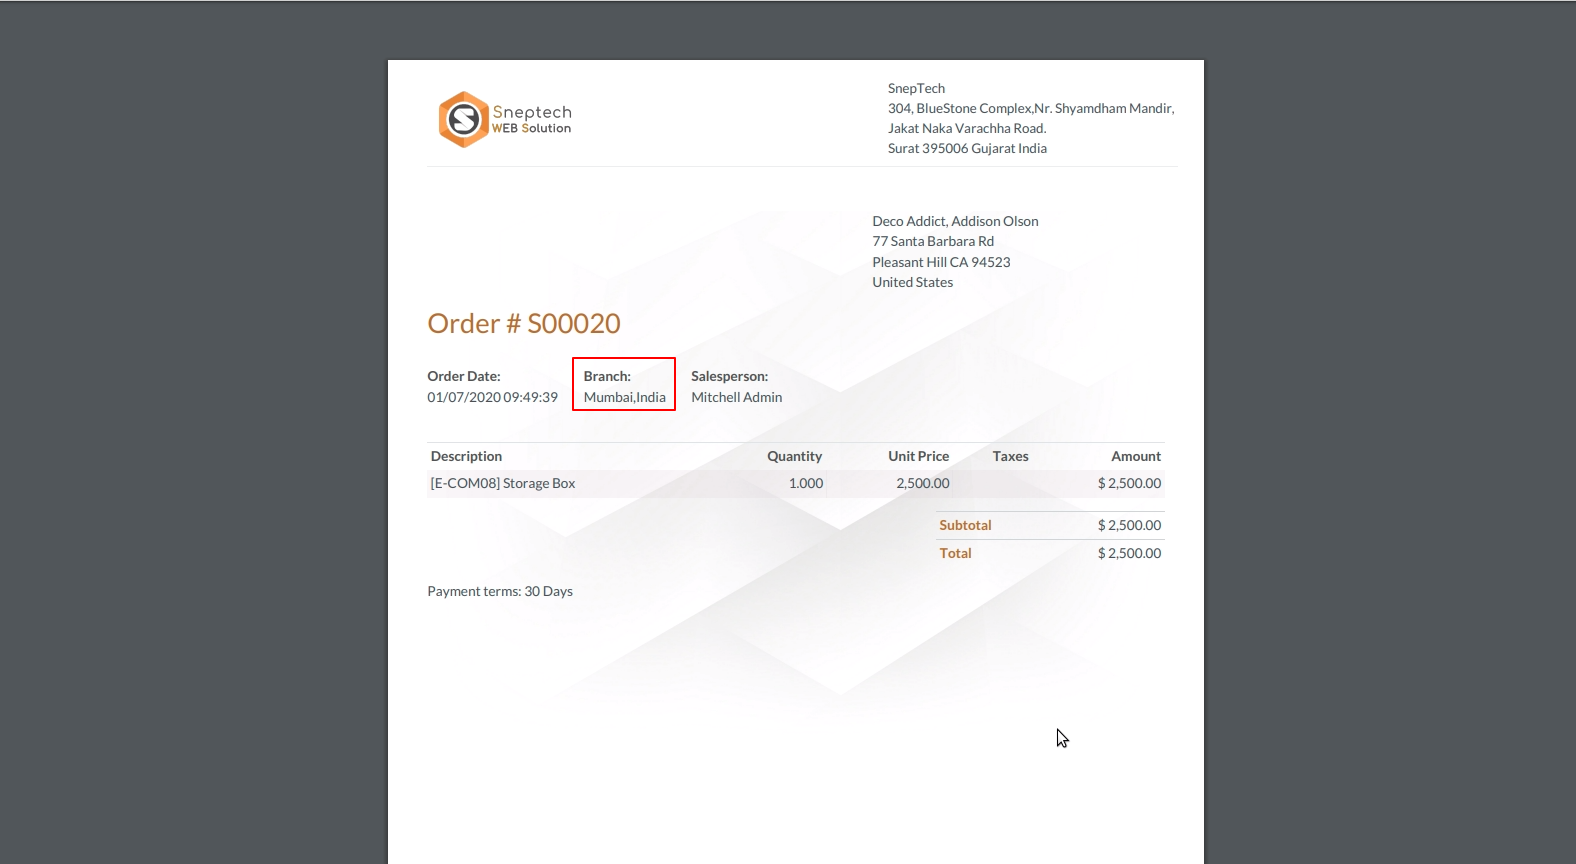 Sneptech
WEB Solution
SnepTech
304, BlueStone Complex,Nr. Shyamdham Mandir,
Jakat Naka Varachha Road.
Surat 395006 Gujarat India
Deco Addict, Addison Olson
77 Santa Barbara Rd
Pleasant Hill CA 94523
United States
Order # S00020
Order Date: Branch: Salesperson:
01/07/2020 09:49:39 Mumbai,India Mitchell Admin
Description Quantity Unit Price Taxes Amount
[E-COM08] Storage Box 1.000 2,500.00 $ 2,500.00
Subtotal $ 2,500.00
Total $ 2,500.00
Payment terms: 30 Days